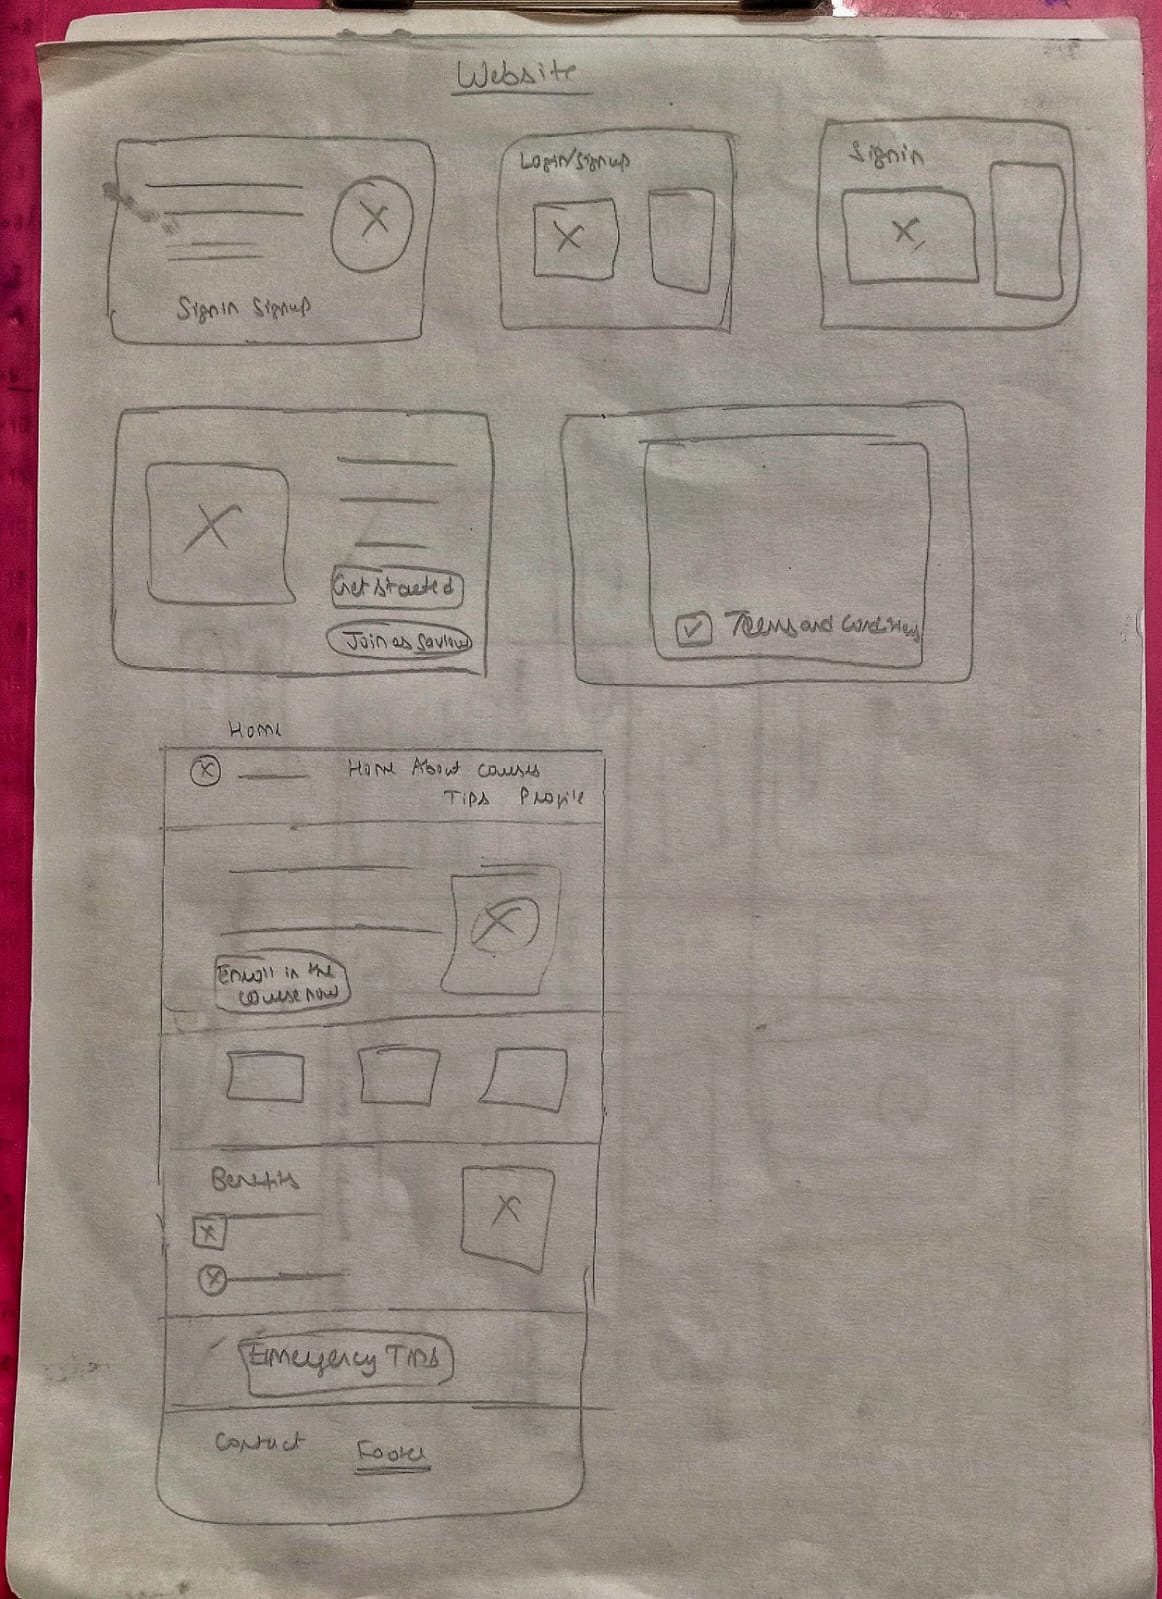 Website
Signin Signup
Login/Signup
Signin
Get started
Join as Saviour
Terms and Conditions
Home
Home About Courses
Tips Profile
Enroll in the
course now
Benefits
Emergency Tips
Contact
Footer